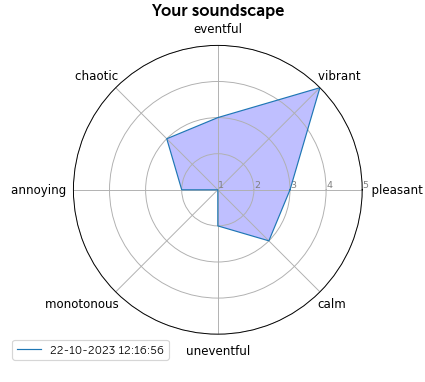 Your soundscape
eventful
chaotic
vibrant
annoying
1 2 3 4 5
pleasant
monotonous
calm
uneventful
22-10-2023 12:16:56